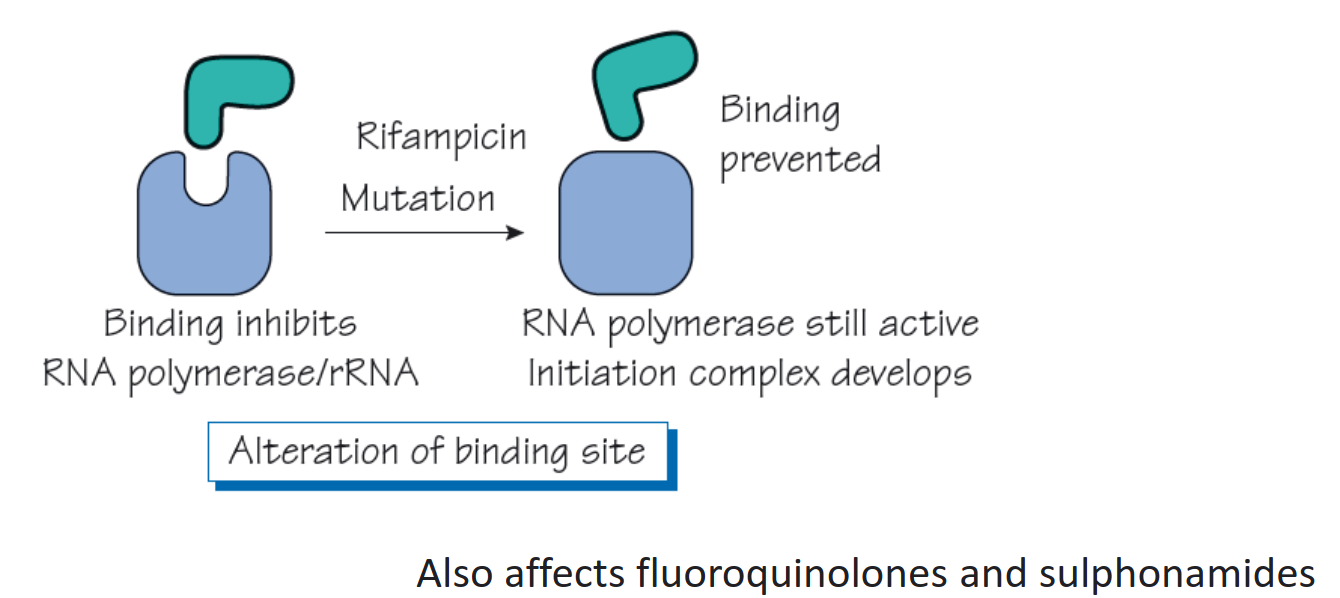 Rifampicin
Mutation
Binding
prevented
Binding inhibits
RNA polymerase/rRNA
RNA polymerase still active
Initiation complex develops
Alteration of binding site
Also affects fluoroquinolones and sulphonamides